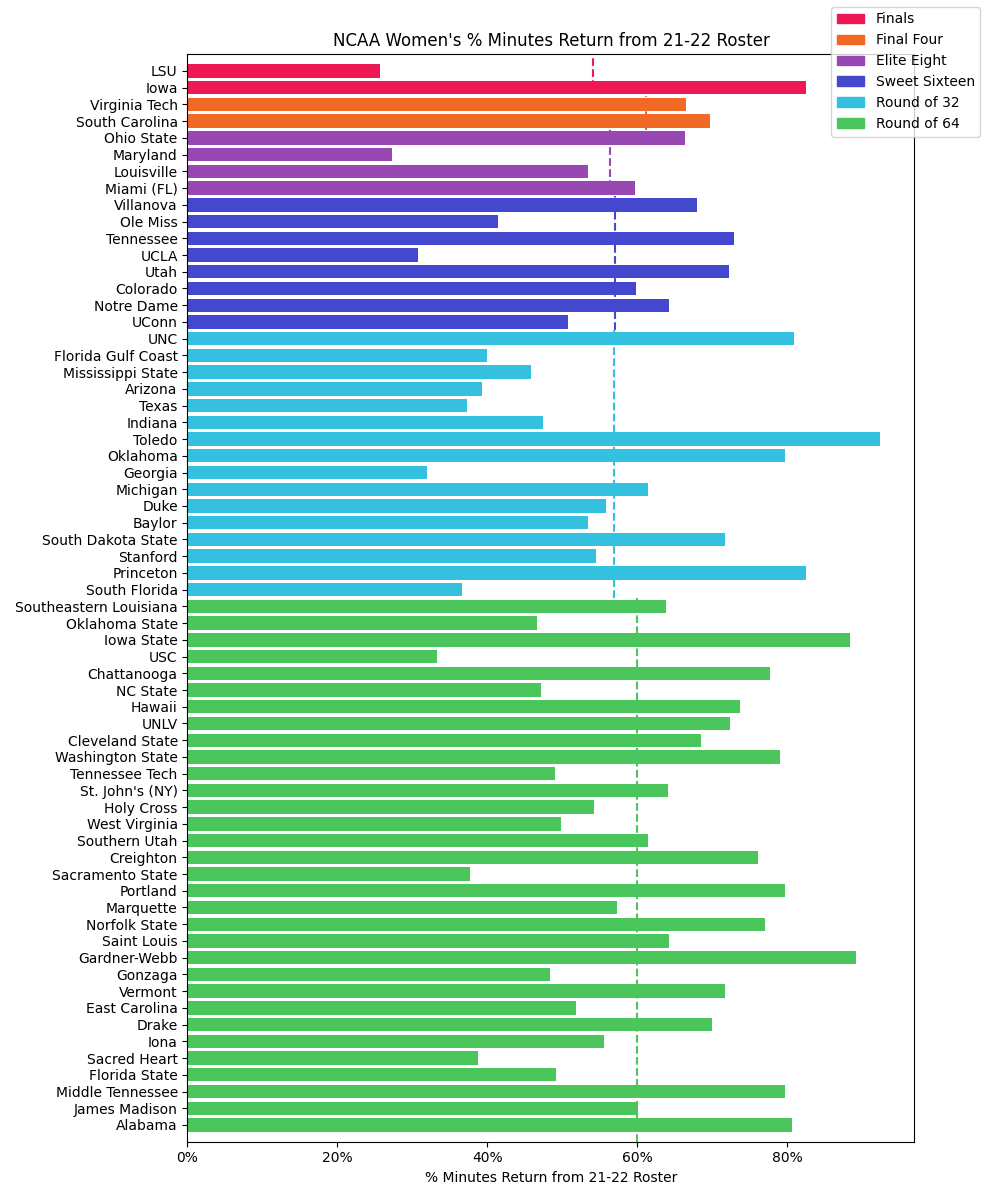 NCAA Women's % Minutes Return from 21-22 Roster
Finals
Final Four
Elite Eight
Sweet Sixteen
Round of 32
Round of 64
LSU
Iowa
Virginia Tech
South Carolina
Ohio State
Maryland
Louisville
Miami (FL)
Villanova
Ole Miss
Tennessee
UCLA
Utah
Colorado
Notre Dame
UConn
UNC
Florida Gulf Coast
Mississippi State
Arizona
Texas
Indiana
Toledo
Oklahoma
Georgia
Michigan
Duke
Baylor
South Dakota State
Stanford
Princeton
South Florida
Southeastern Louisiana
Oklahoma State
Iowa State
USC
Chattanooga
NC State
Hawaii
UNLV
Cleveland State
Washington State
Tennessee Tech
St. John's (NY)
Holy Cross
West Virginia
Southern Utah
Creighton
Sacramento State
Portland
Marquette
Norfolk State
Saint Louis
Gardner-Webb
Gonzaga
Vermont
East Carolina
Drake
Iona
Sacred Heart
Florida State
Middle Tennessee
James Madison
Alabama
0% 20% 40% 60% 80%
% Minutes Return from 21-22 Roster